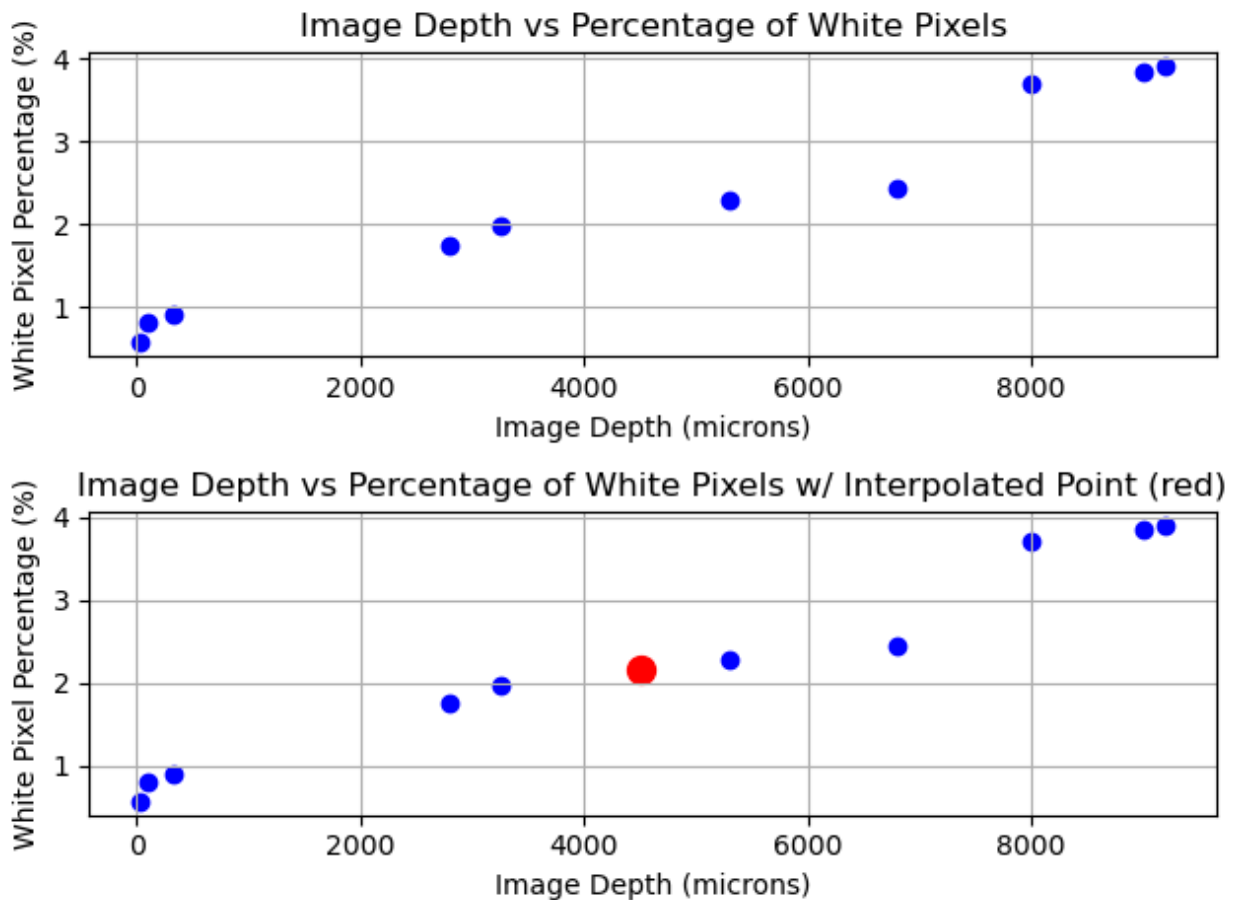 Image Depth vs Percentage of White Pixels
White Pixel Percentage (%)
4
3
2
1
0 2000 4000 6000 8000
Image Depth (microns)
Image Depth vs Percentage of White Pixels w/ Interpolated Point (red)
White Pixel Percentage (%)
4
3
2
1
0 2000 4000 6000 8000
Image Depth (microns)